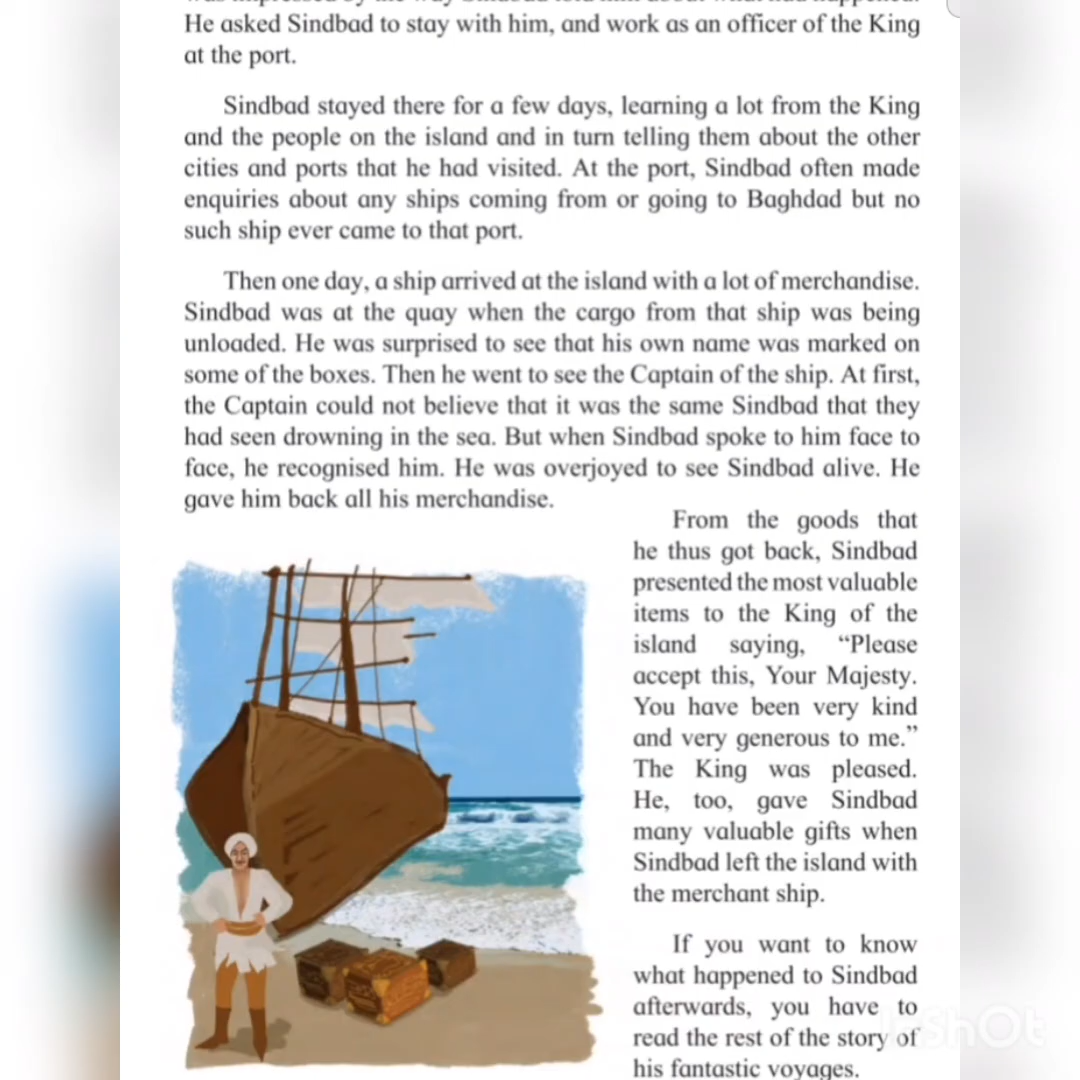 He asked Sindbad to stay with him, and work as an officer of the King
at the port.
Sindbad stayed there for a few days, learning a lot from the King
and the people on the island and in turn telling them about the other
cities and ports that he had visited. At the port, Sindbad often made
enquiries about any ships coming from or going to Baghdad but no
such ship ever came to that port.
Then one day, a ship arrived at the island with a lot of merchandise.
Sindbad was at the quay when the cargo from that ship was being
unloaded. He was surprised to see that his own name was marked on
some of the boxes. Then he went to see the Captain of the ship. At first,
the Captain could not believe that it was the same Sindbad that they
had seen drowning in the sea. But when Sindbad spoke to him face to
face, he recognised him. He was overjoyed to see Sindbad alive. He
gave him back all his merchandise.
From the goods that
he thus got back, Sindbad
presented the most valuable
items to the King of the
island saying, “Please
accept this, Your Majesty.
You have been very kind
and very generous to me.”
The King was pleased.
He, too, gave Sindbad
many valuable gifts when
Sindbad left the island with
the merchant ship.
If you want to know
what happened to Sindbad
afterwards, you have to
read the rest of the story of
his fantastic voyages.